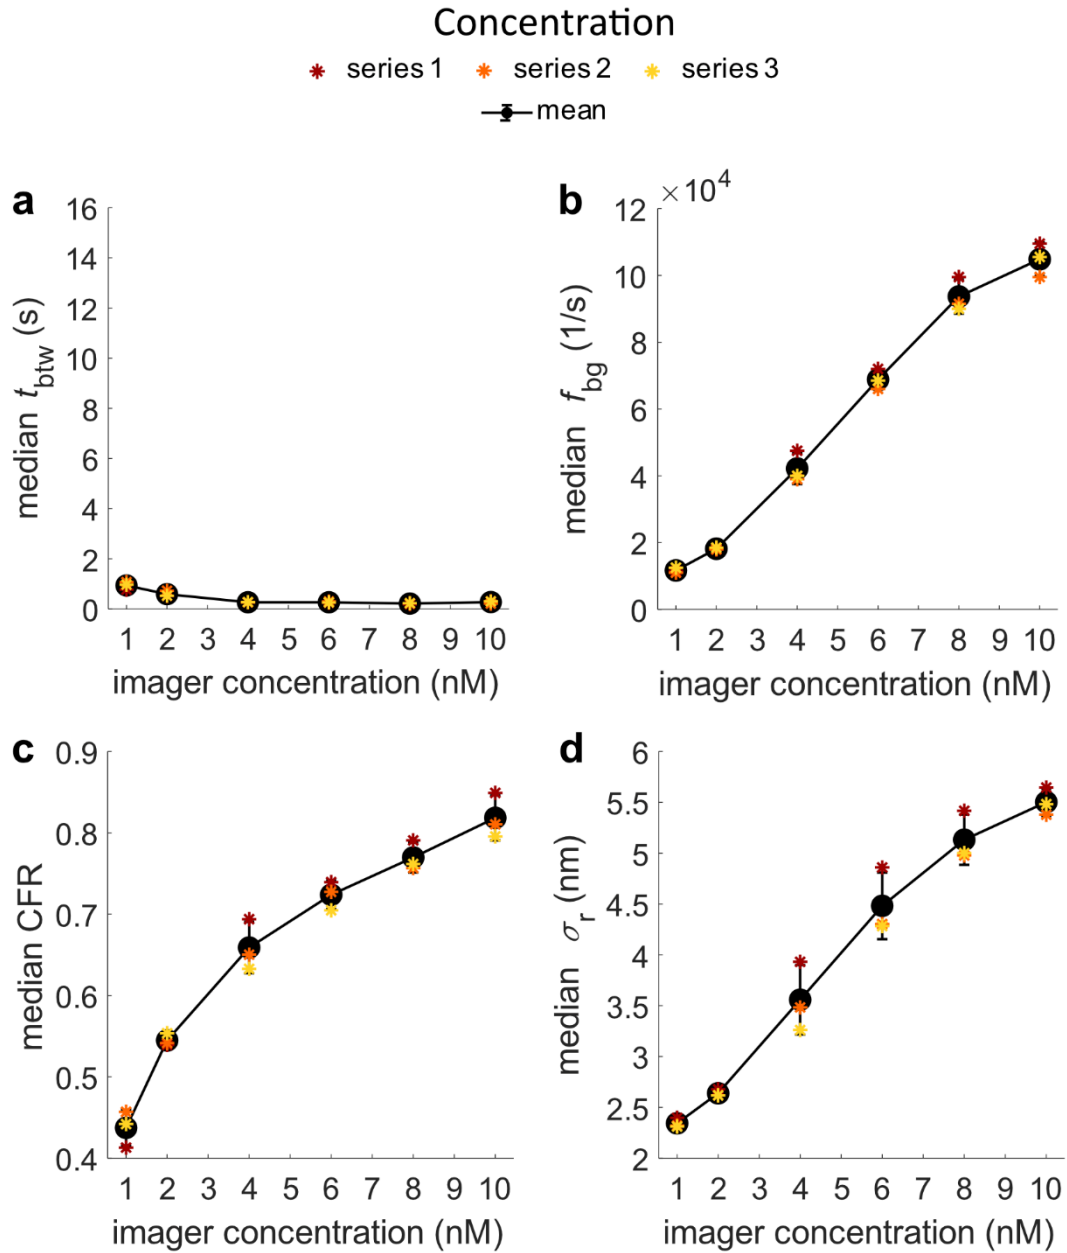 Concentration
series 1 series 2 series 3
mean
a
16
14
12
10
8
6
4
2
0
median t_btw (s)
1 2 3 4 5 6 7 8 9 10
imager concentration (nM)
b
×10^4
12
10
8
6
4
2
0
median f_bg (1/s)
1 2 3 4 5 6 7 8 9 10
imager concentration (nM)
c
0.9
0.8
0.7
0.6
0.5
0.4
median CFR
1 2 3 4 5 6 7 8 9 10
imager concentration (nM)
d
6
5.5
5
4.5
4
3.5
3
2.5
2
median σ_r (nm)
1 2 3 4 5 6 7 8 9 10
imager concentration (nM)